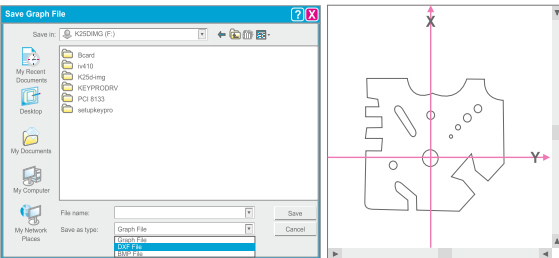 Save Graph File
Save in: K25DIMG (F:)
Bcard
iv410
K25d-img
KEYPRODRV
PCI 8133
setupkeypro
My Recent
Documents
Desktop
My Documents
My Computer
My Network
Places
File name:
Save
Save as type: Graph File
Cancel
Graph File
DXF File
BMP File
X
Y